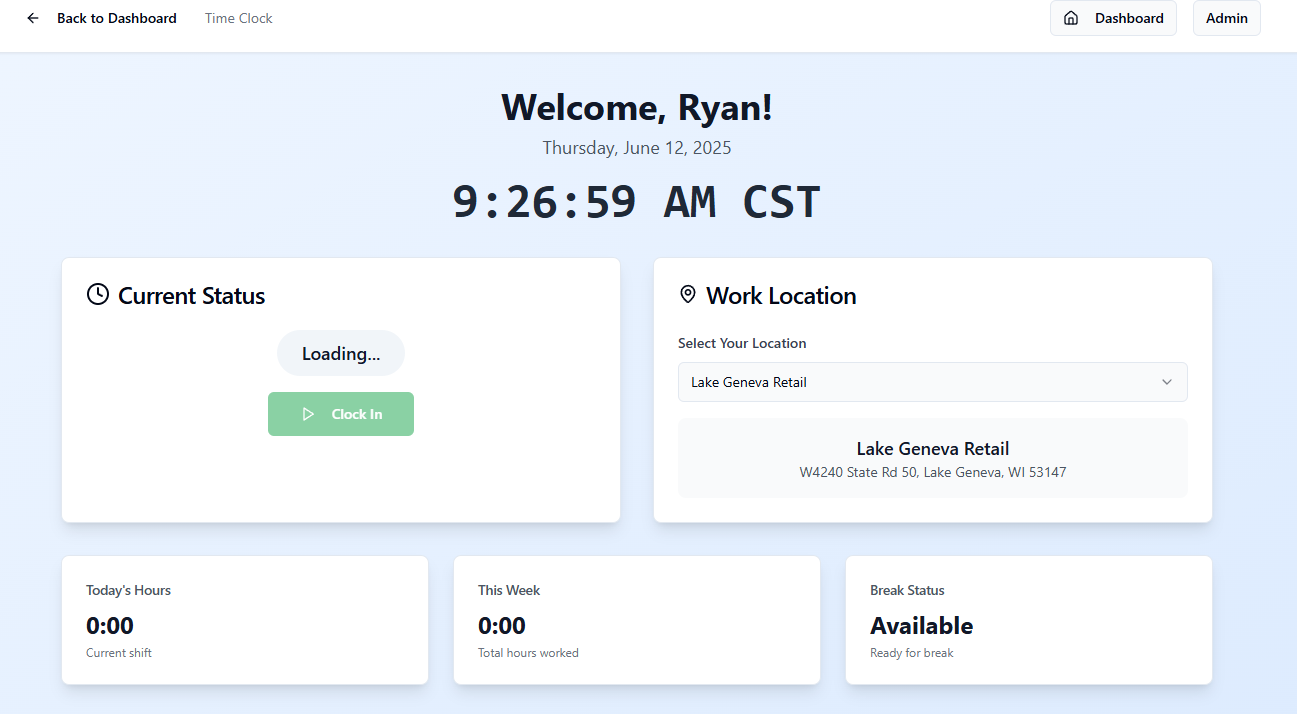 Back to Dashboard
Time Clock
Dashboard
Admin
Welcome, Ryan!
Thursday, June 12, 2025
9:26:59 AM CST
Current Status
Loading...
Clock In
Work Location
Select Your Location
Lake Geneva Retail
Lake Geneva Retail
W4240 State Rd 50, Lake Geneva, WI 53147
Today's Hours
0:00
Current shift
This Week
0:00
Total hours worked
Break Status
Available
Ready for break